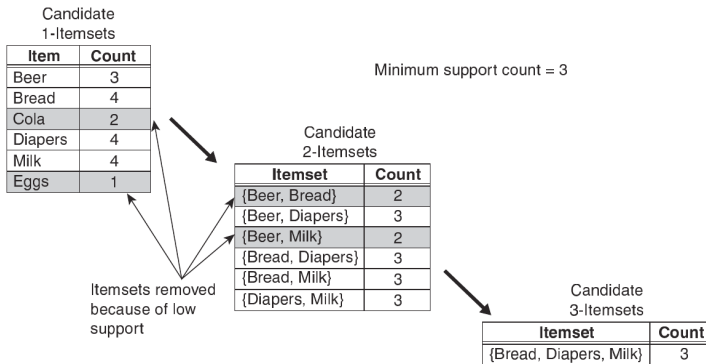 Candidate
1-Itemsets
Item Count
Beer 3
Bread 4
Cola 2
Diapers 4
Milk 4
Eggs 1
Minimum support count = 3
Candidate
2-Itemsets
Itemset Count
{Beer, Bread} 2
{Beer, Diapers} 3
{Beer, Milk} 2
{Bread, Diapers} 3
{Bread, Milk} 3
{Diapers, Milk} 3
Itemsets removed
because of low
support
Candidate
3-Itemsets
Itemset Count
{Bread, Diapers, Milk} 3